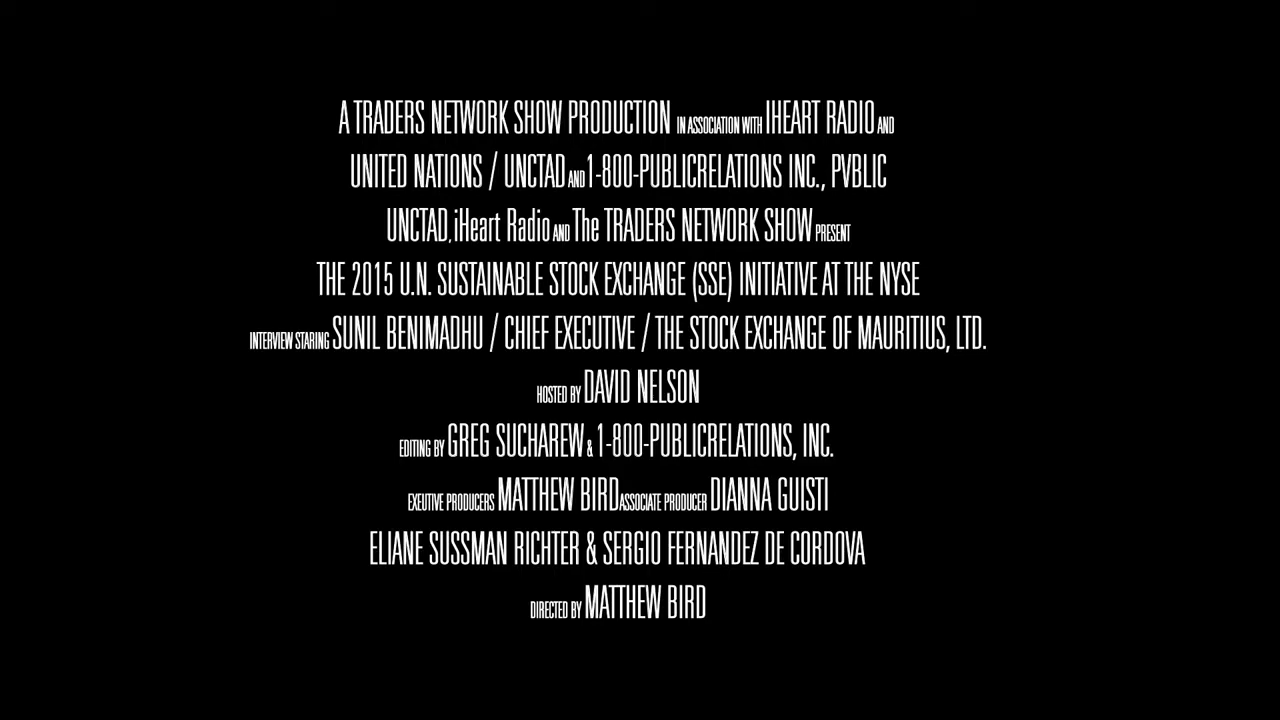 A TRADERS NETWORK SHOW PRODUCTION IN ASSOCIATION WITH IHEART RADIO AND
UNITED NATIONS / UNCTAD AND 1-800-PUBLICRELATIONS INC., PVBLIC
UNCTAD, iHeart Radio AND The TRADERS NETWORK SHOW PRESENT
THE 2015 U.N. SUSTAINABLE STOCK EXCHANGE (SSE) INITIATIVE AT THE NYSE
INTERVIEW STARING SUNIL BENIMADHU / CHIEF EXECUTIVE / THE STOCK EXCHANGE OF MAURITIUS, LTD.
HOSTED BY DAVID NELSON
EDITING BY GREG SUCHAREW & 1-800-PUBLICRELATIONS, INC.
EXEUTIVE PRODUCERS MATTHEW BIRD ASSOCIATE PRODUCER DIANNA GUISTI
ELIANE SUSSMAN RICHTER & SERGIO FERNANDEZ DE CORDOVA
DIRECTED BY MATTHEW BIRD